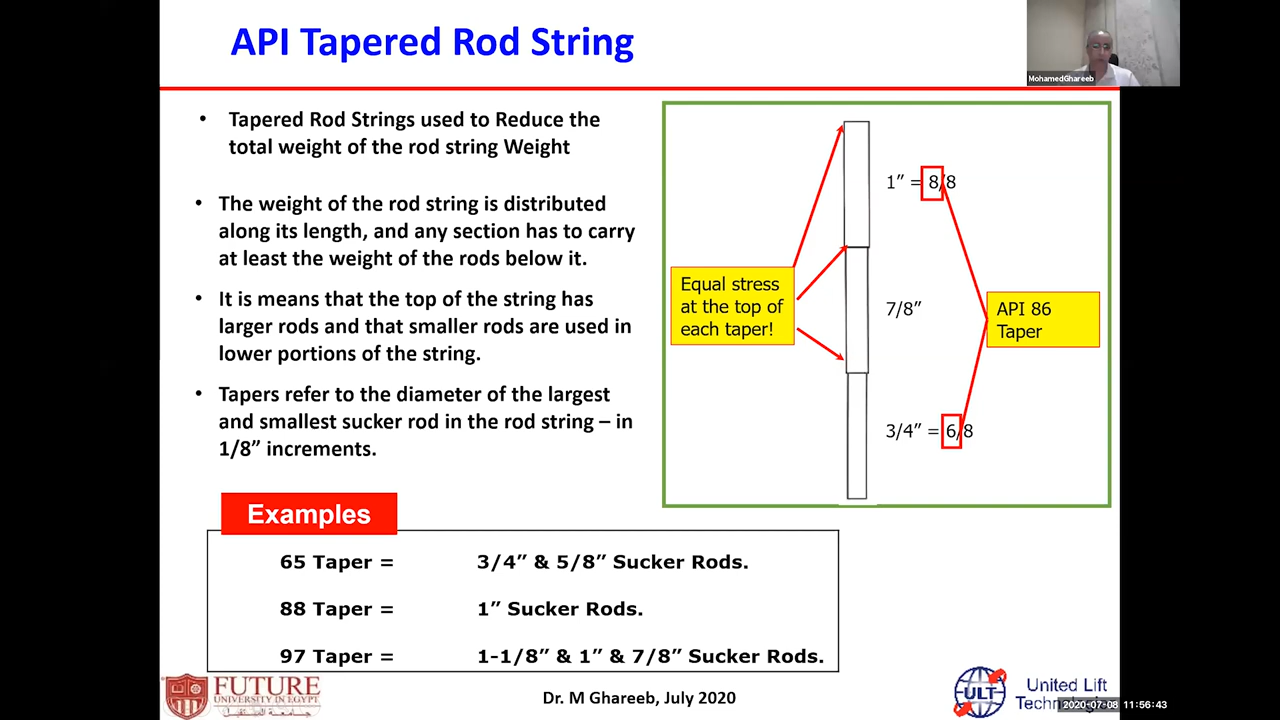 API Tapered Rod String
MohamedGhareeb
• Tapered Rod Strings used to Reduce the
total weight of the rod string Weight
• The weight of the rod string is distributed
along its length, and any section has to carry
at least the weight of the rods below it.
• It is means that the top of the string has
larger rods and that smaller rods are used in
lower portions of the string.
• Tapers refer to the diameter of the largest
and smallest sucker rod in the rod string – in
1/8” increments.
1” = 8/8
Equal stress
at the top of
each taper!
7/8”
API 86
Taper
3/4” = 6/8
Examples
65 Taper = 3/4” & 5/8” Sucker Rods.
88 Taper = 1” Sucker Rods.
97 Taper = 1-1/8” & 1” & 7/8” Sucker Rods.
FUTURE
UNIVERSITY IN EGYPT
جامعة المستقبل
Dr. M Ghareeb, July 2020
ULT
United Lift
2020-07-08 11:56:43